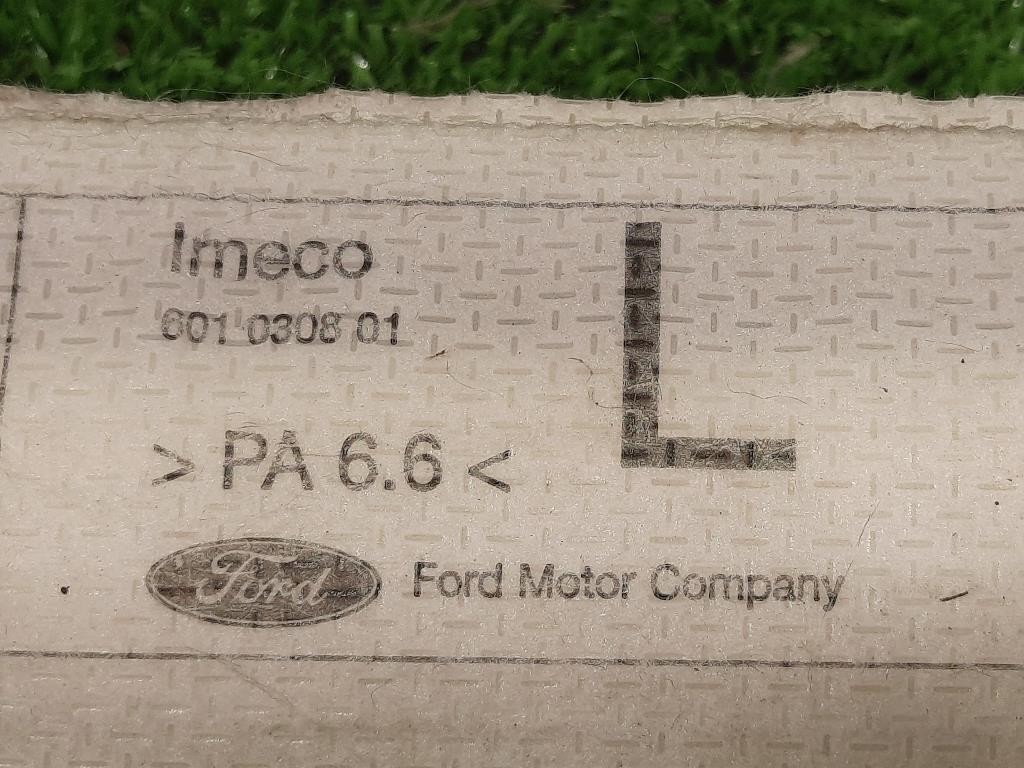 Imeco
601 0308 01
L
> PA 6.6 <
Ford
Ford Motor Company